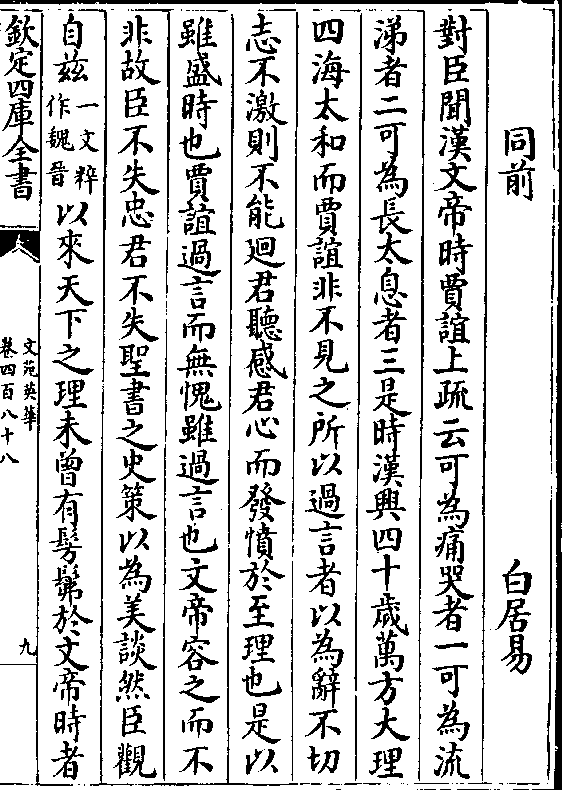 同前　白居易
對臣聞漢文帝時賈誼上疏云可為痛哭者一可為流
涕者二可為長太息者三是時漢興四十歲萬方大理
四海太和而賈誼非不見之所以過言者以為辭不切
志不激則不能廻君聽感君心而發憤於至理也是以
雖盛時也賈誼過言而無愧雖過言也文帝容之而不
非故臣不失忠君不失聖書之史策以為美談然臣觀
自兹一文粹作魏晉以來天下之理未曾有髣髴於文帝時者
欽定四庫全書
文苑英華
卷四百八十八
九